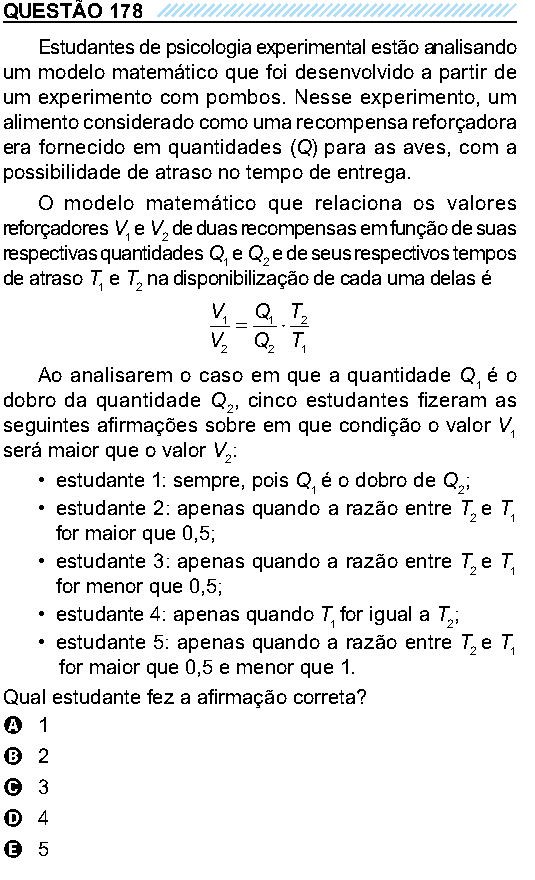 QUESTÃO 178
Estudantes de psicologia experimental estão analisando
um modelo matemático que foi desenvolvido a partir de
um experimento com pombos. Nesse experimento, um
alimento considerado como uma recompensa reforçadora
era fornecido em quantidades (Q) para as aves, com a
possibilidade de atraso no tempo de entrega.
O modelo matemático que relaciona os valores
reforçadores V₁ e V₂ de duas recompensas em função de suas
respectivas quantidades Q₁ e Q₂ e de seus respectivos tempos
de atraso T₁ e T₂ na disponibilização de cada uma delas é
V₁/V₂ = Q₁/Q₂ · T₂/T₁
Ao analisarem o caso em que a quantidade Q₁ é o
dobro da quantidade Q₂, cinco estudantes fizeram as
seguintes afirmações sobre em que condição o valor V₁
será maior que o valor V₂:
• estudante 1: sempre, pois Q₁ é o dobro de Q₂;
• estudante 2: apenas quando a razão entre T₂ e T₁
for maior que 0,5;
• estudante 3: apenas quando a razão entre T₂ e T₁
for menor que 0,5;
• estudante 4: apenas quando T₁ for igual a T₂;
• estudante 5: apenas quando a razão entre T₂ e T₁
for maior que 0,5 e menor que 1.
Qual estudante fez a afirmação correta?
A 1
B 2
C 3
D 4
E 5